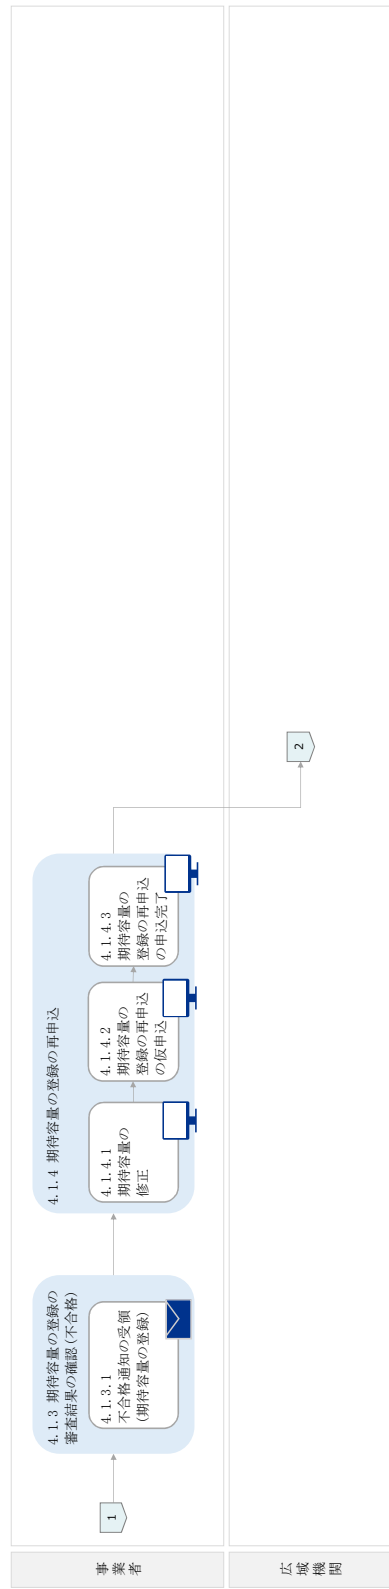 事業者
1
4.1.3 期待容量の登録の
審査結果の確認(不合格)
4.1.3.1
不合格通知の受領
(期待容量の登録)
4.1.4 期待容量の登録の再申込
4.1.4.1
期待容量の
修正
4.1.4.2
期待容量の
登録の再申込
の仮申込
4.1.4.3
期待容量の
登録の再申込
の申込完了
広域機関
2